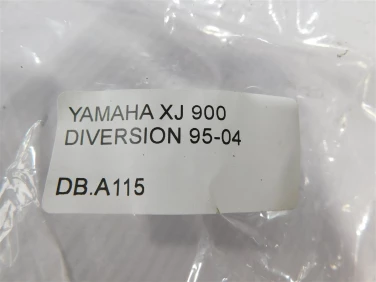 YAMAHA XJ 900
DIVERSION 95-04
DB.A115